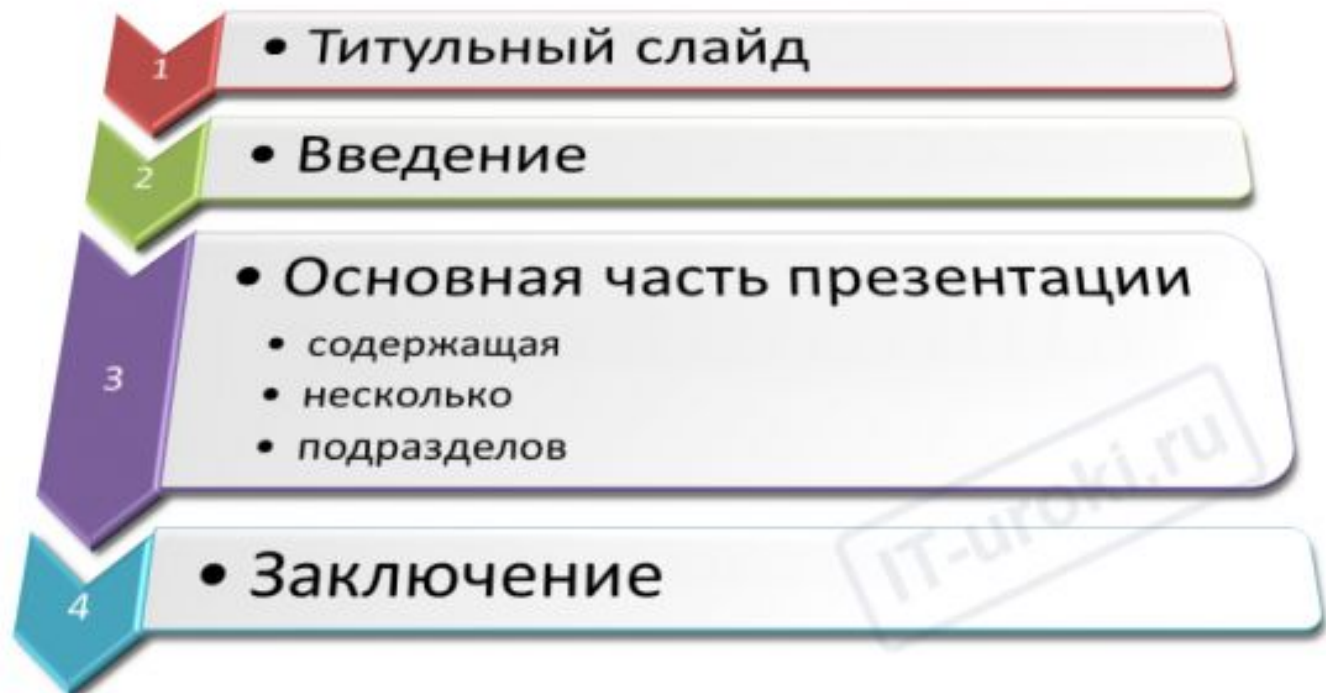 1
• Титульный слайд
2
• Введение
3
• Основная часть презентации
• содержащая
• несколько
• подразделов
4
• Заключение
IT-uroki.ru